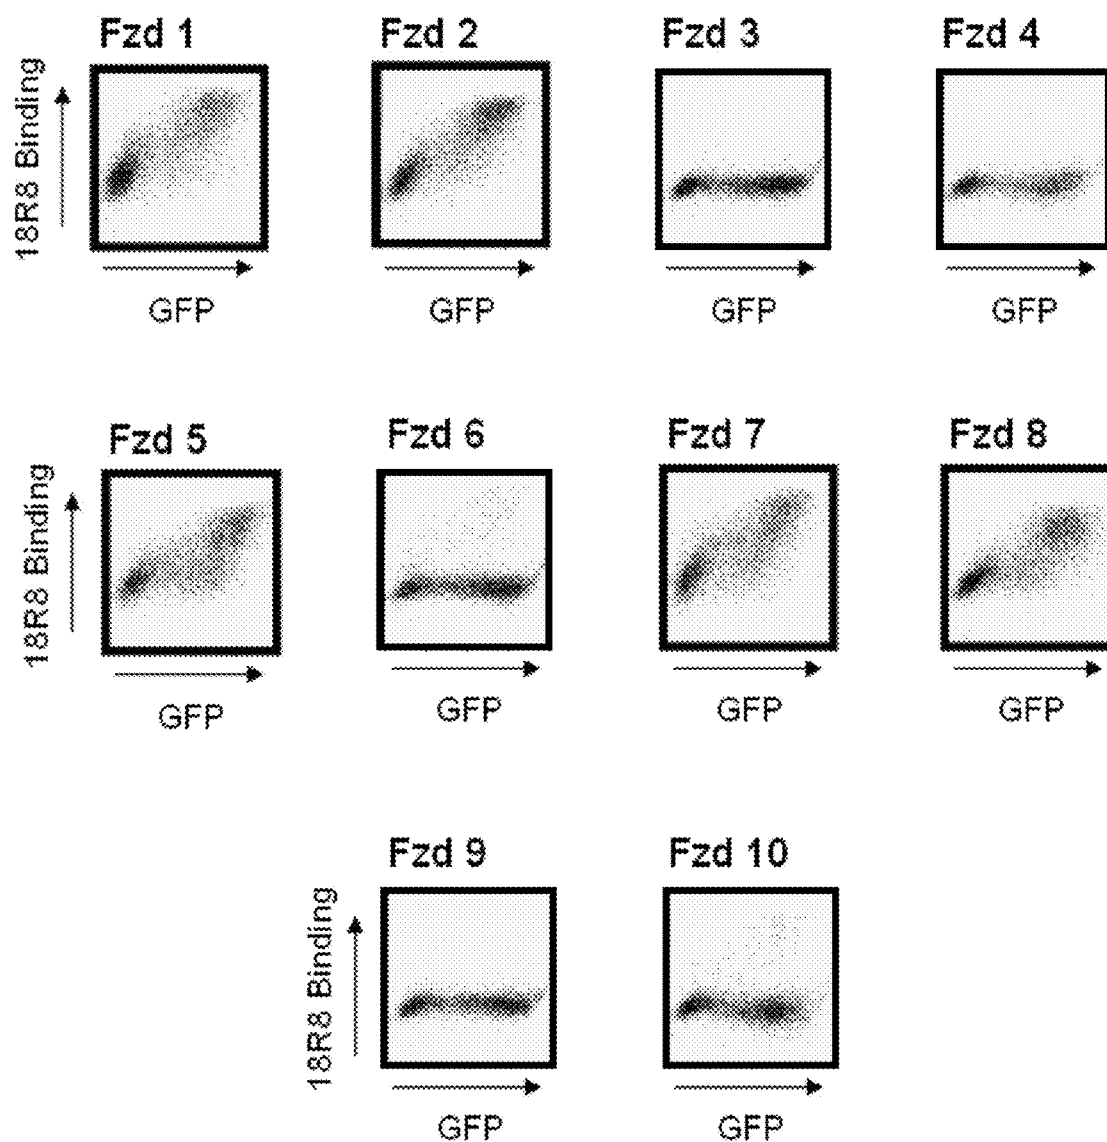 Fzd 1 Fzd 2 Fzd 3 Fzd 4
18R8 Binding
GFP GFP GFP GFP
Fzd 5 Fzd 6 Fzd 7 Fzd 8
18R8 Binding
GFP GFP GFP GFP
Fzd 9 Fzd 10
18R8 Binding
GFP GFP